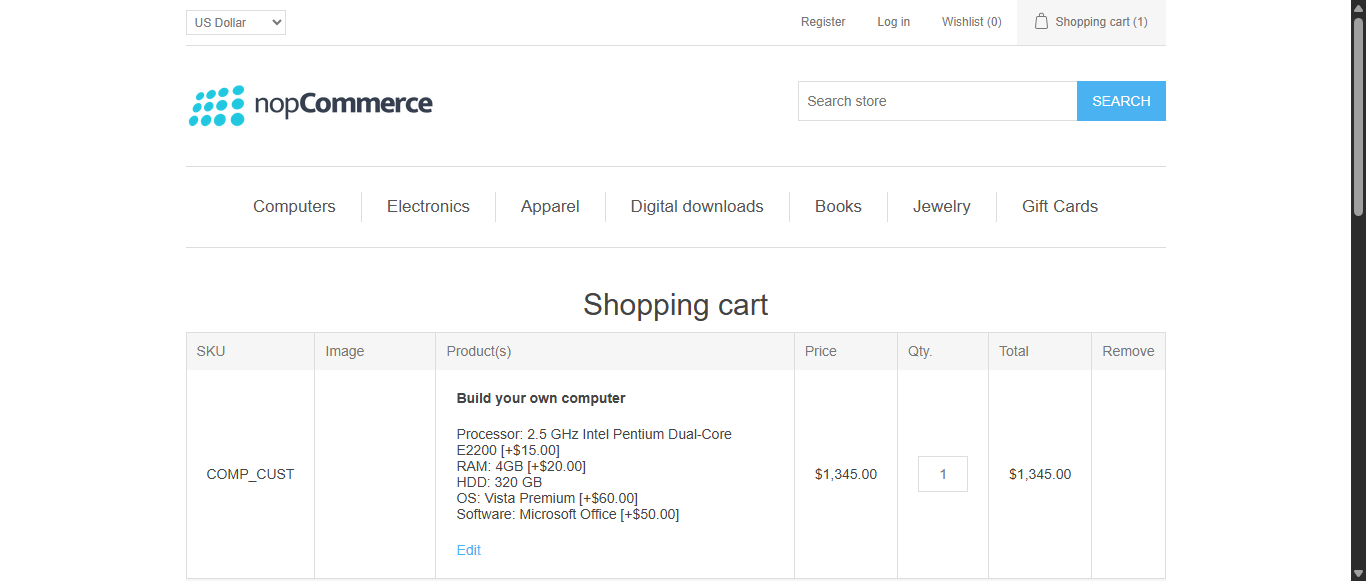 US Dollar
Register
Log in
Wishlist (0)
Shopping cart (1)
nopCommerce
Search store
SEARCH
Computers
Electronics
Apparel
Digital downloads
Books
Jewelry
Gift Cards
Shopping cart
SKU
Image
Product(s)
Price
Qty.
Total
Remove
COMP_CUST
Build your own computer
Processor: 2.5 GHz Intel Pentium Dual-Core
E2200 [+$15.00]
RAM: 4GB [+$20.00]
HDD: 320 GB
OS: Vista Premium [+$60.00]
Software: Microsoft Office [+$50.00]
Edit
$1,345.00
1
$1,345.00